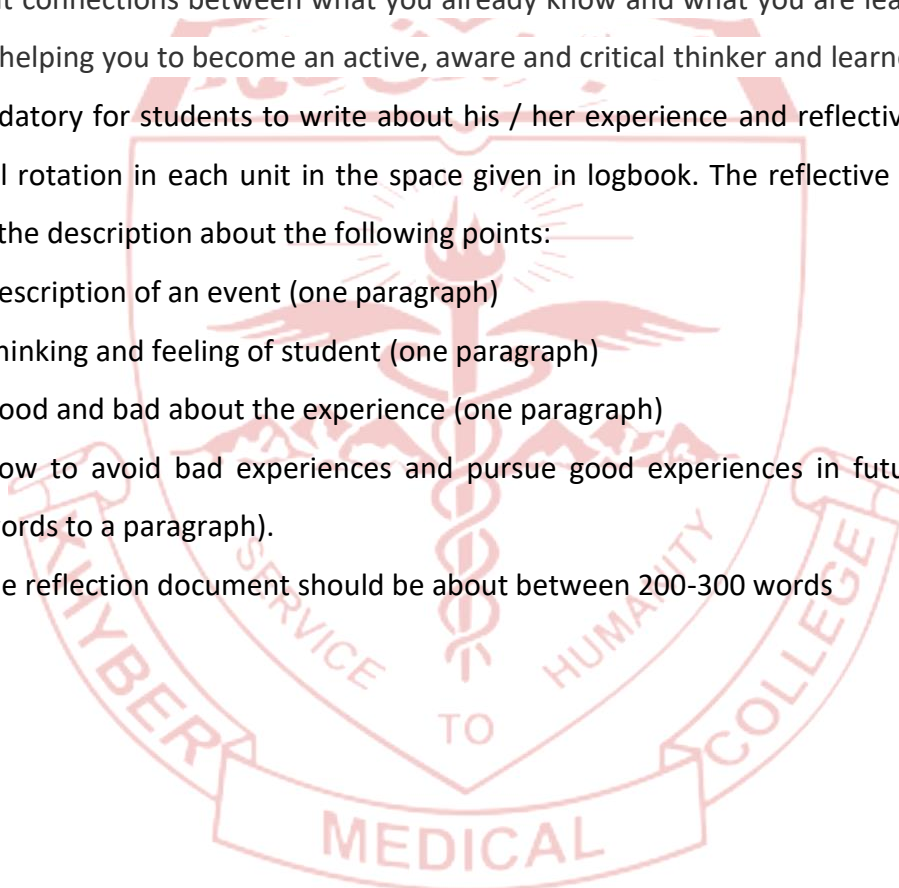 t connections between what you already know and what you are lea
helping you to become an active, aware and critical thinker and learn
datory for students to write about his / her experience and reflectiv
l rotation in each unit in the space given in logbook. The reflective
the description about the following points:
escription of an event (one paragraph)
hinking and feeling of student (one paragraph)
ood and bad about the experience (one paragraph)
ow to avoid bad experiences and pursue good experiences in futu
ords to a paragraph).
e reflection document should be about between 200-300 words
SERVICE
TO
HUMANITY
KHYBER
MEDICAL
COLLEGE